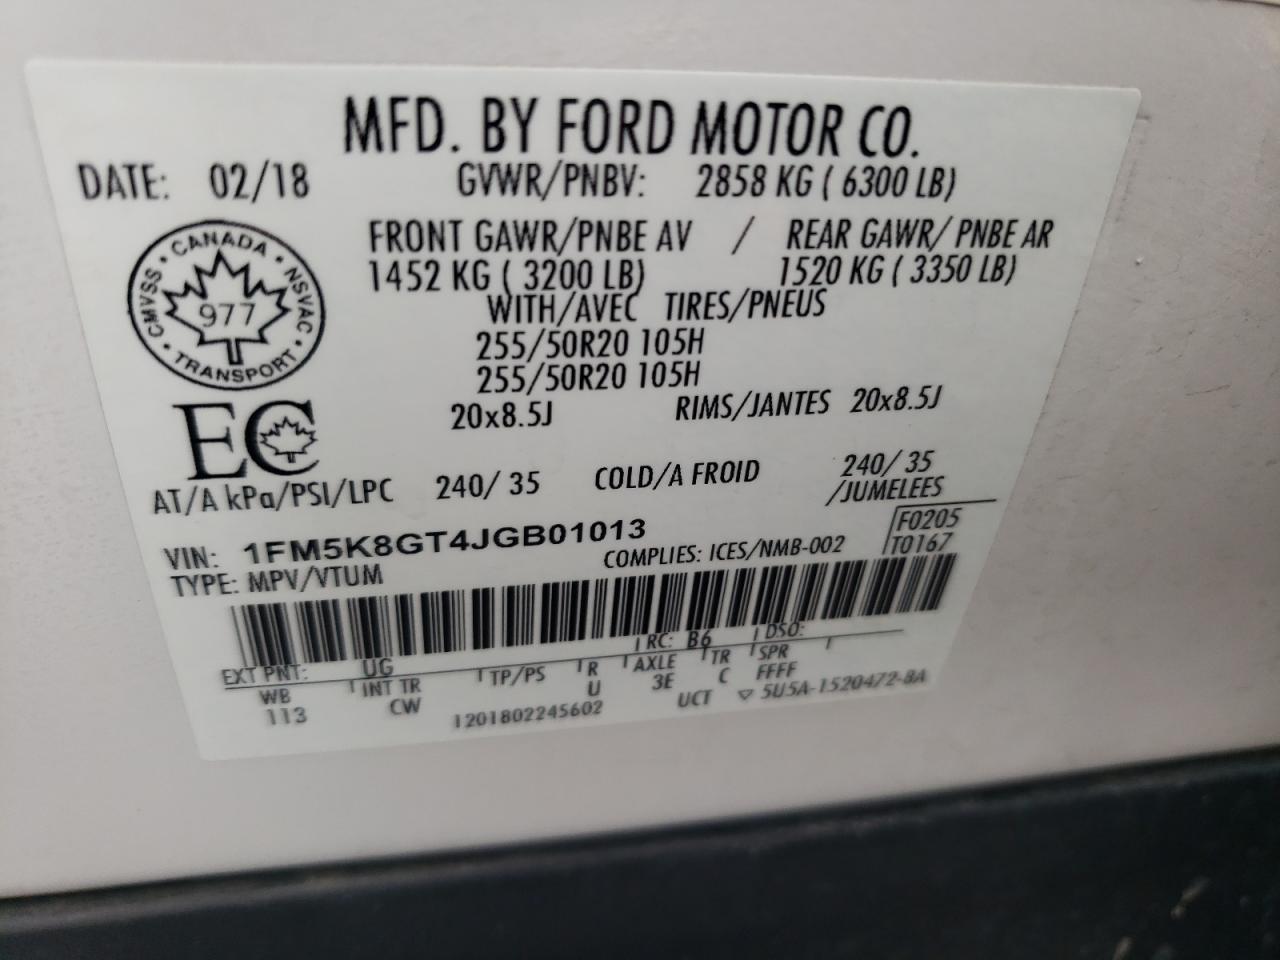 MFD. BY FORD MOTOR CO.
DATE: 02/18 GVWR/PNBV: 2858 KG ( 6300 LB)
FRONT GAWR/PNBE AV / REAR GAWR/ PNBE AR
1452 KG ( 3200 LB) 1520 KG ( 3350 LB)
WITH/AVEC TIRES/PNEUS
255/50R20 105H
255/50R20 105H
20x8.5J RIMS/JANTES 20x8.5J
CANADA
CMVSS 977 NSVAC
TRANSPORT
EC
AT/A kPa/PSI/LPC 240/ 35 COLD/A FROID 240/ 35
/JUMELEES
VIN: 1FM5K8GT4JGB01013 F0205
TYPE: MPV/VTUM COMPLIES: ICES/NMB-002 T0167
EXT PNT: UG RC: B6 DSO:
WB INT TR TP/PS R AXLE TR SPR
113 CW U 3E C FFFF
1201802245602 UCT 5U5A-1520472-BA